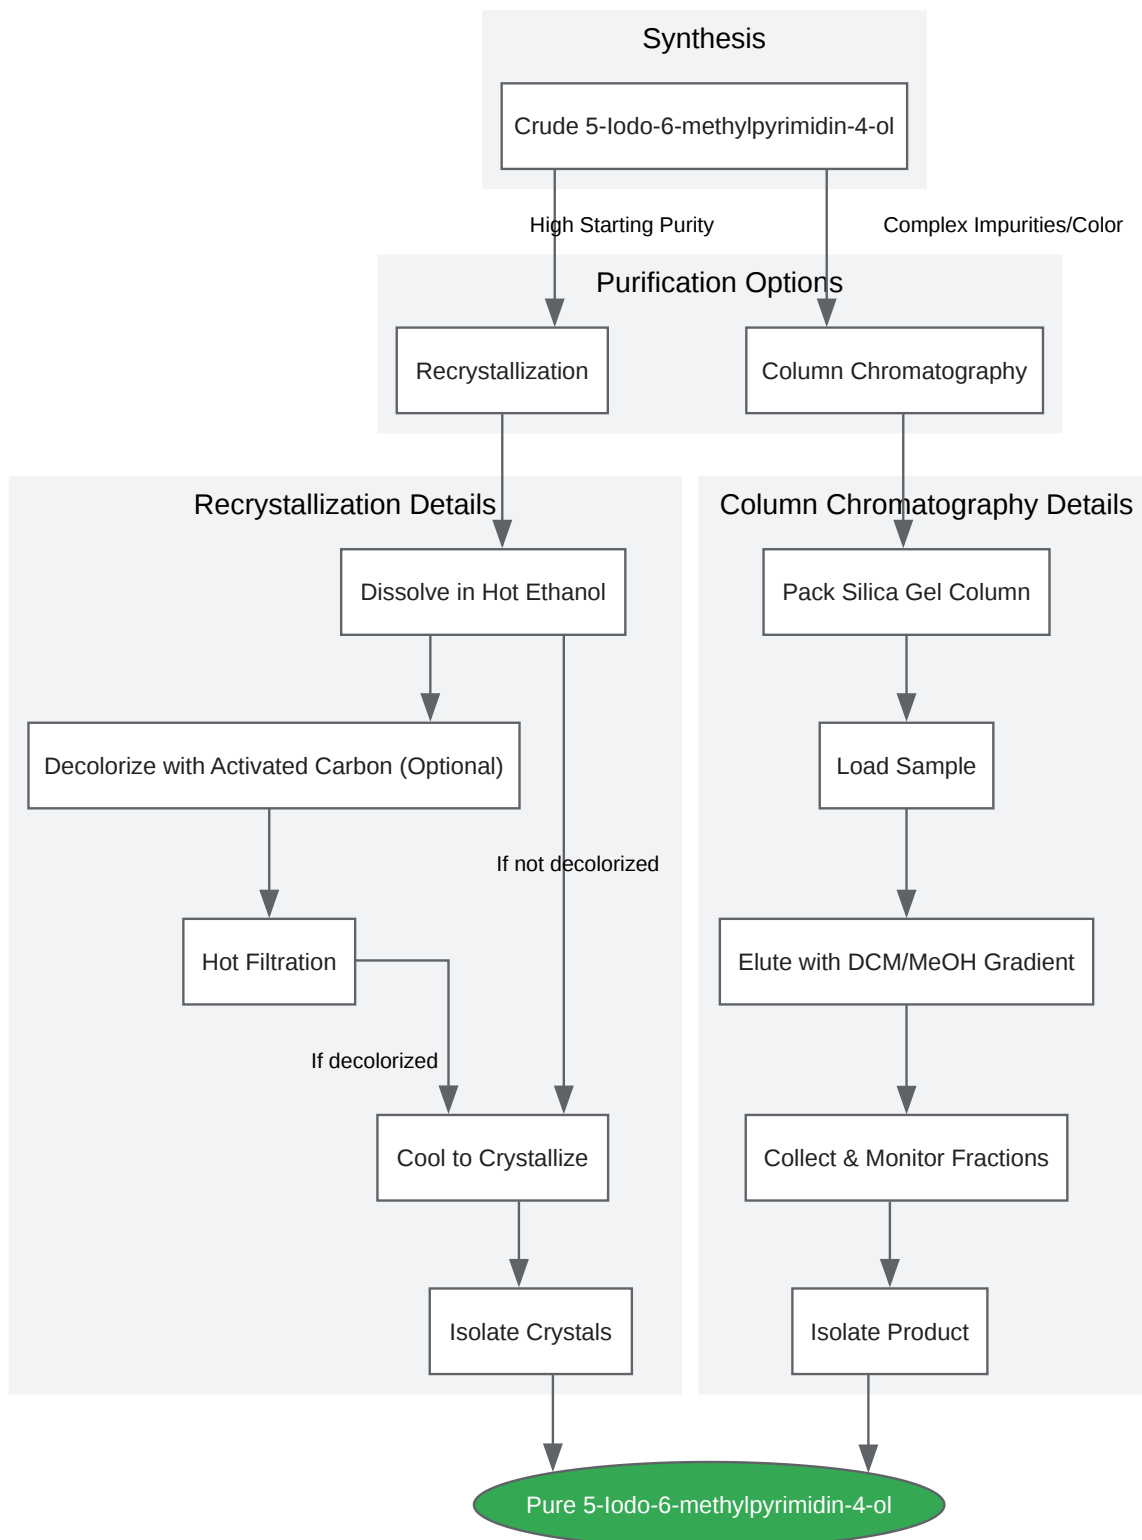 Synthesis
Crude 5-Iodo-6-methylpyrimidin-4-ol
High Starting Purity
Complex Impurities/Color
Purification Options
Recrystallization
Column Chromatography
Recrystallization Details
Column Chromatography Details
Dissolve in Hot Ethanol
Pack Silica Gel Column
Decolorize with Activated Carbon (Optional)
Load Sample
If not decolorized
Hot Filtration
Elute with DCM/MeOH Gradient
If decolorized
Cool to Crystallize
Collect & Monitor Fractions
Isolate Crystals
Isolate Product
Pure 5-Iodo-6-methylpyrimidin-4-ol